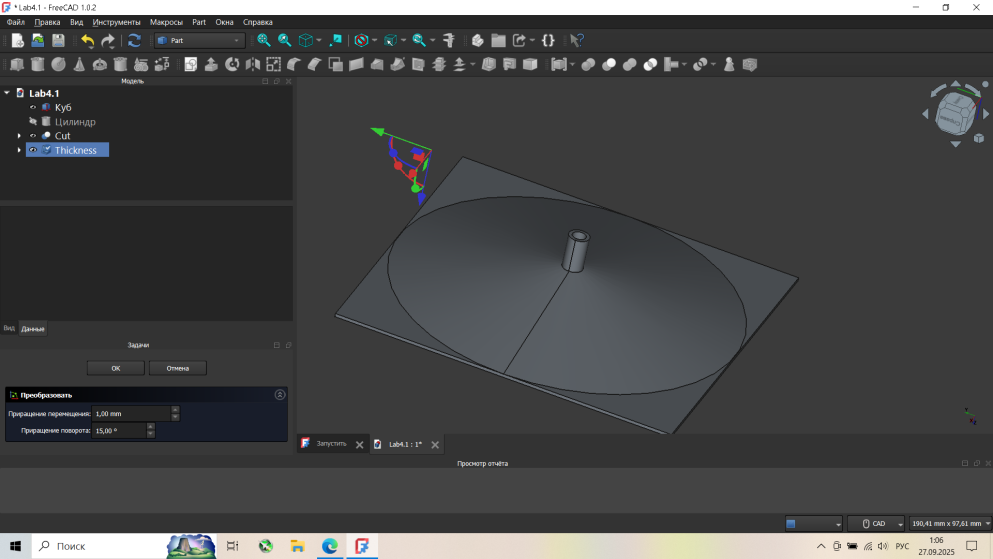 * Lab4.1 - FreeCAD 1.0.2
Файл Правка Вид Инструменты Макросы Part Окна Справка
Part
Модель
Lab4.1
Куб
Цилиндр
Cut
Thickness
Вид Данные
Задачи
OK Отмена
Преобразовать
Приращение перемещения: 1,00 mm
Приращение поворота: 15,00 °
Запустить Lab4.1 : 1*
Просмотр отчёта
CAD 190,41 mm x 97,61 mm
Поиск
РУС
1:06
27.09.2025